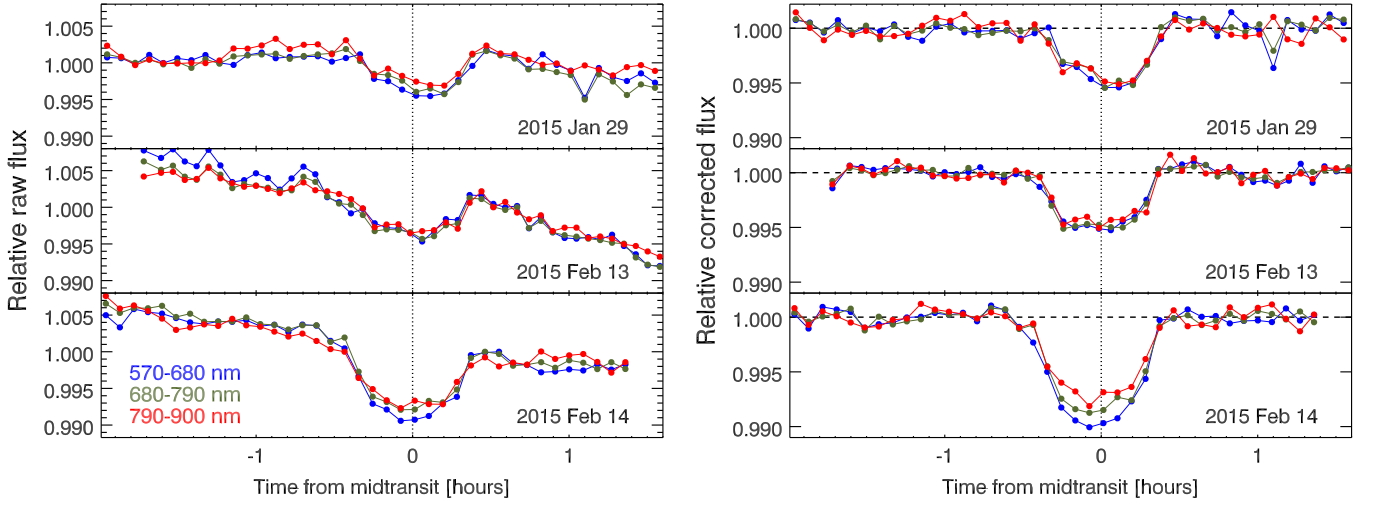 Relative raw flux
1.005
1.000
0.995
0.990
2015 Jan 29
1.005
1.000
0.995
0.990
2015 Feb 13
1.005
1.000
0.995
0.990
570-680 nm
680-790 nm
790-900 nm
2015 Feb 14
-1 0 1
Time from midtransit [hours]
Relative corrected flux
1.000
0.995
0.990
2015 Jan 29
1.000
0.995
0.990
2015 Feb 13
1.000
0.995
0.990
2015 Feb 14
-1 0 1
Time from midtransit [hours]